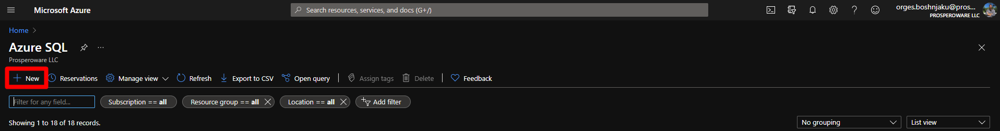 Microsoft Azure
Search resources, services, and docs (G+/)
orges.boshnjaku@pros...
PROSPEROWARE LLC
Home
Azure SQL
...
Prosperoware LLC
New Reservations Manage view Refresh Export to CSV Open query Assign tags Delete Feedback
Filter for any field... Subscription == all Resource group == all Location == all Add filter
Showing 1 to 18 of 18 records. No grouping List view